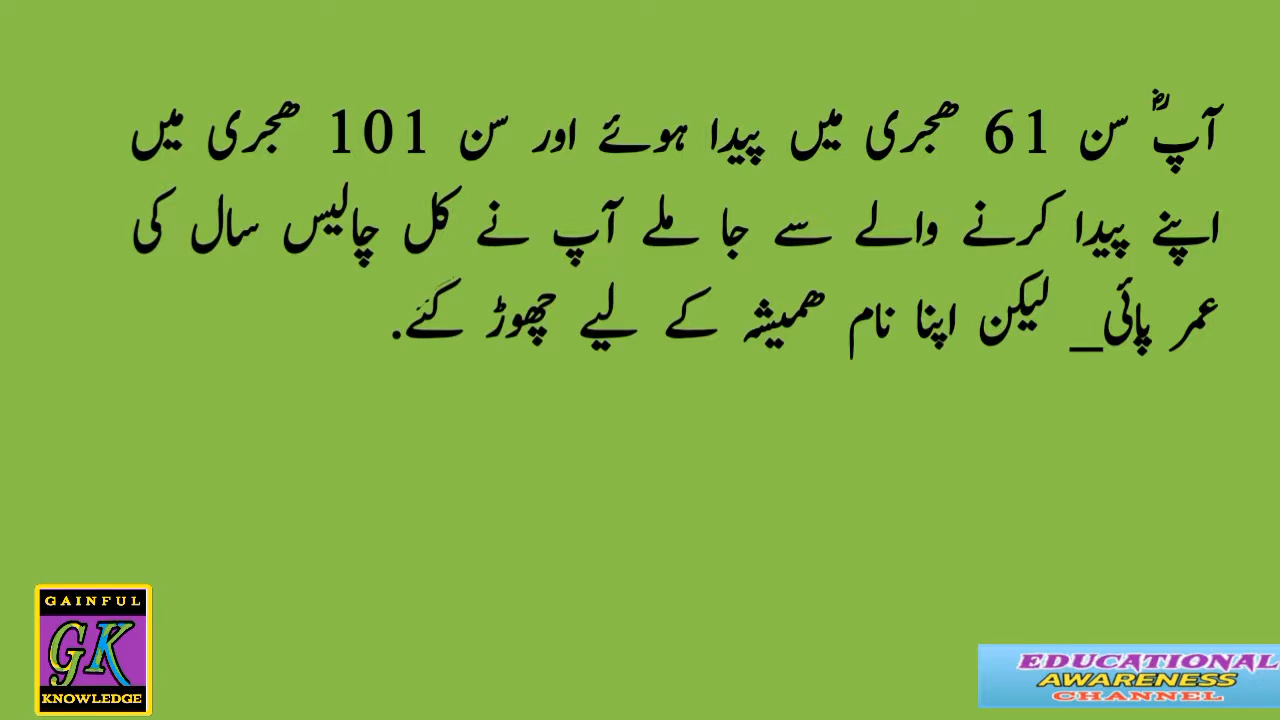 آپؓ سن 61 ھجری میں پیدا ہوئے اور سن 101 ھجری میں
اپنے پیدا کرنے والے سے جا ملے آپ نے کل چالیس سال کی
عمر پائی_ لیکن اپنا نام ھمیشہ کے لیے چھوڑ گئے.
GAINFUL
GK
KNOWLEDGE
EDUCATIONAL
AWARENESS
CHANNEL